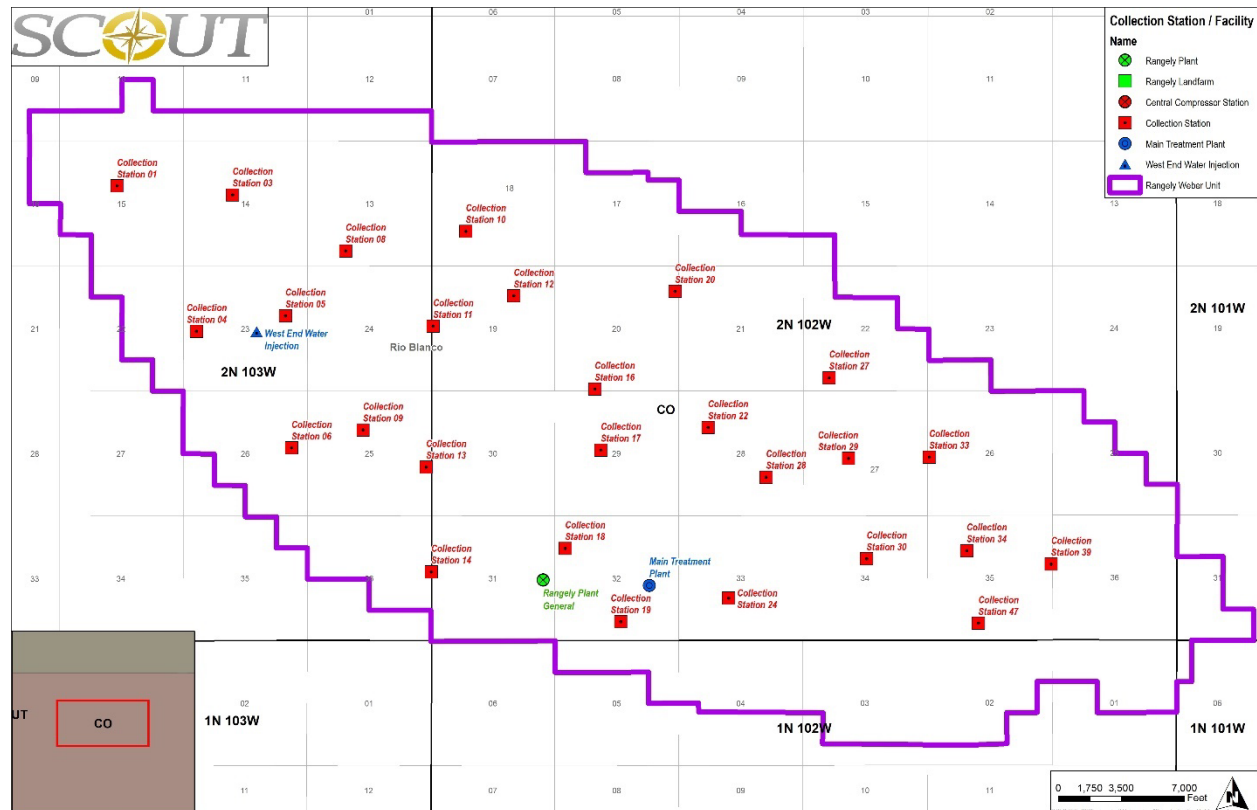 SCOUT
01
06
05
04
03
02
Collection Station / Facility
Name
Rangely Plant
Rangely Landfarm
Central Compressor Station
Collection Station
Main Treatment Plant
West End Water Injection
Rangely Weber Unit
09
10
11
12
07
08
09
10
11
Collection
Station 01
Collection
Station 03
Collection
Station 10
Collection
Station 08
18
15
14
13
17
16
15
14
13
18
Collection
Station 12
Collection
Station 20
Collection
Station 05
Collection
Station 04
Collection
Station 11
West End Water
Injection
21
22
23
24
19
20
21
22
23
24
19
2N 103W
Rio Blanco
2N 102W
2N 101W
Collection
Station 16
Collection
Station 27
CO
Collection
Station 09
Collection
Station 06
Collection
Station 13
Collection
Station 17
Collection
Station 22
Collection
Station 28
Collection
Station 29
Collection
Station 33
28
27
26
25
30
29
28
27
26
25
30
Collection
Station 18
Collection
Station 14
Main Treatment
Plant
Collection
Station 30
Collection
Station 34
Collection
Station 39
33
34
35
36
31
32
33
34
35
36
31
Rangely Plant
General
Collection
Station 19
Collection
Station 24
Collection
Station 47
UT
CO
1N 103W
02
01
06
05
04
03
02
01
06
1N 102W
1N 101W
11
12
07
08
09
10
11
0 1,750 3,500 7,000
Feet
N